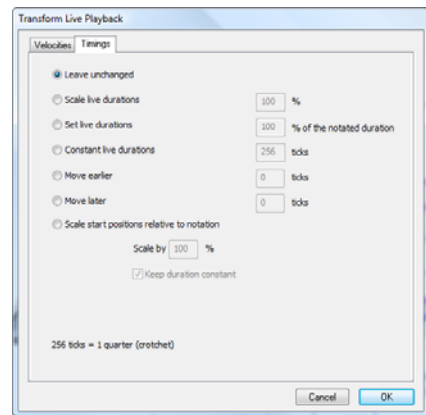 Transform Live Playback
Velocities Timings
Leave unchanged
Scale live durations 100 %
Set live durations 100 % of the notated duration
Constant live durations 256 ticks
Move earlier 0 ticks
Move later 0 ticks
Scale start positions relative to notation
Scale by 100 %
Keep duration constant
256 ticks = 1 quarter (crotchet)
Cancel OK